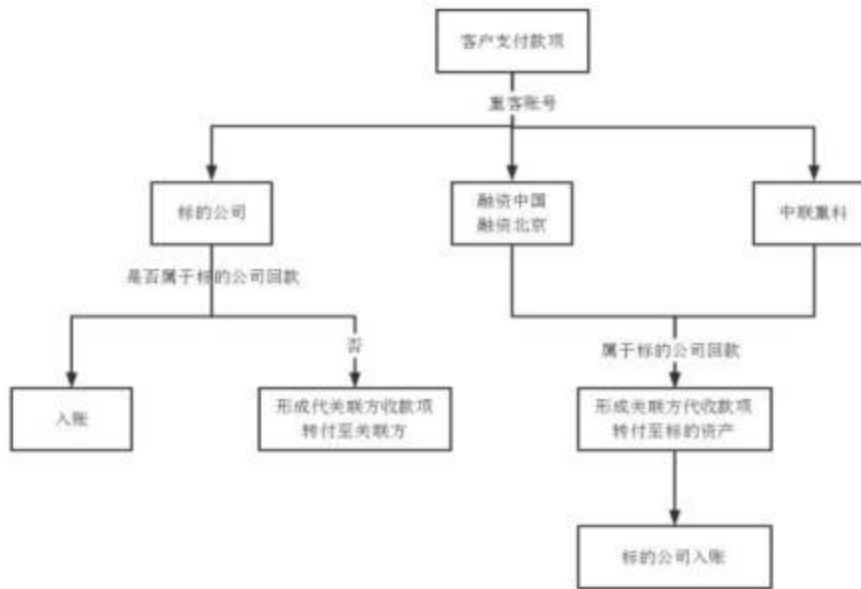 客户支付款项
重客账号
标的公司
融资中国
融资北京
中联重科
是否属于标的公司回款
否
属于标的公司回款
入账
形成代关联方收款项
转付至关联方
形成关联方代收款项
转付至标的资产
标的公司入账